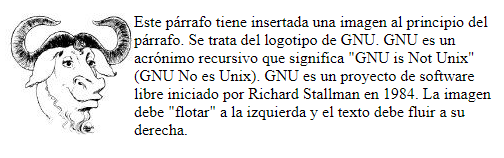 Este párrafo tiene insertada una imagen al principio del
párrafo. Se trata del logotipo de GNU. GNU es un
acrónimo recursivo que significa "GNU is Not Unix"
(GNU No es Unix). GNU es un proyecto de software
libre iniciado por Richard Stallman en 1984. La imagen
debe "flotar" a la izquierda y el texto debe fluir a su
derecha.